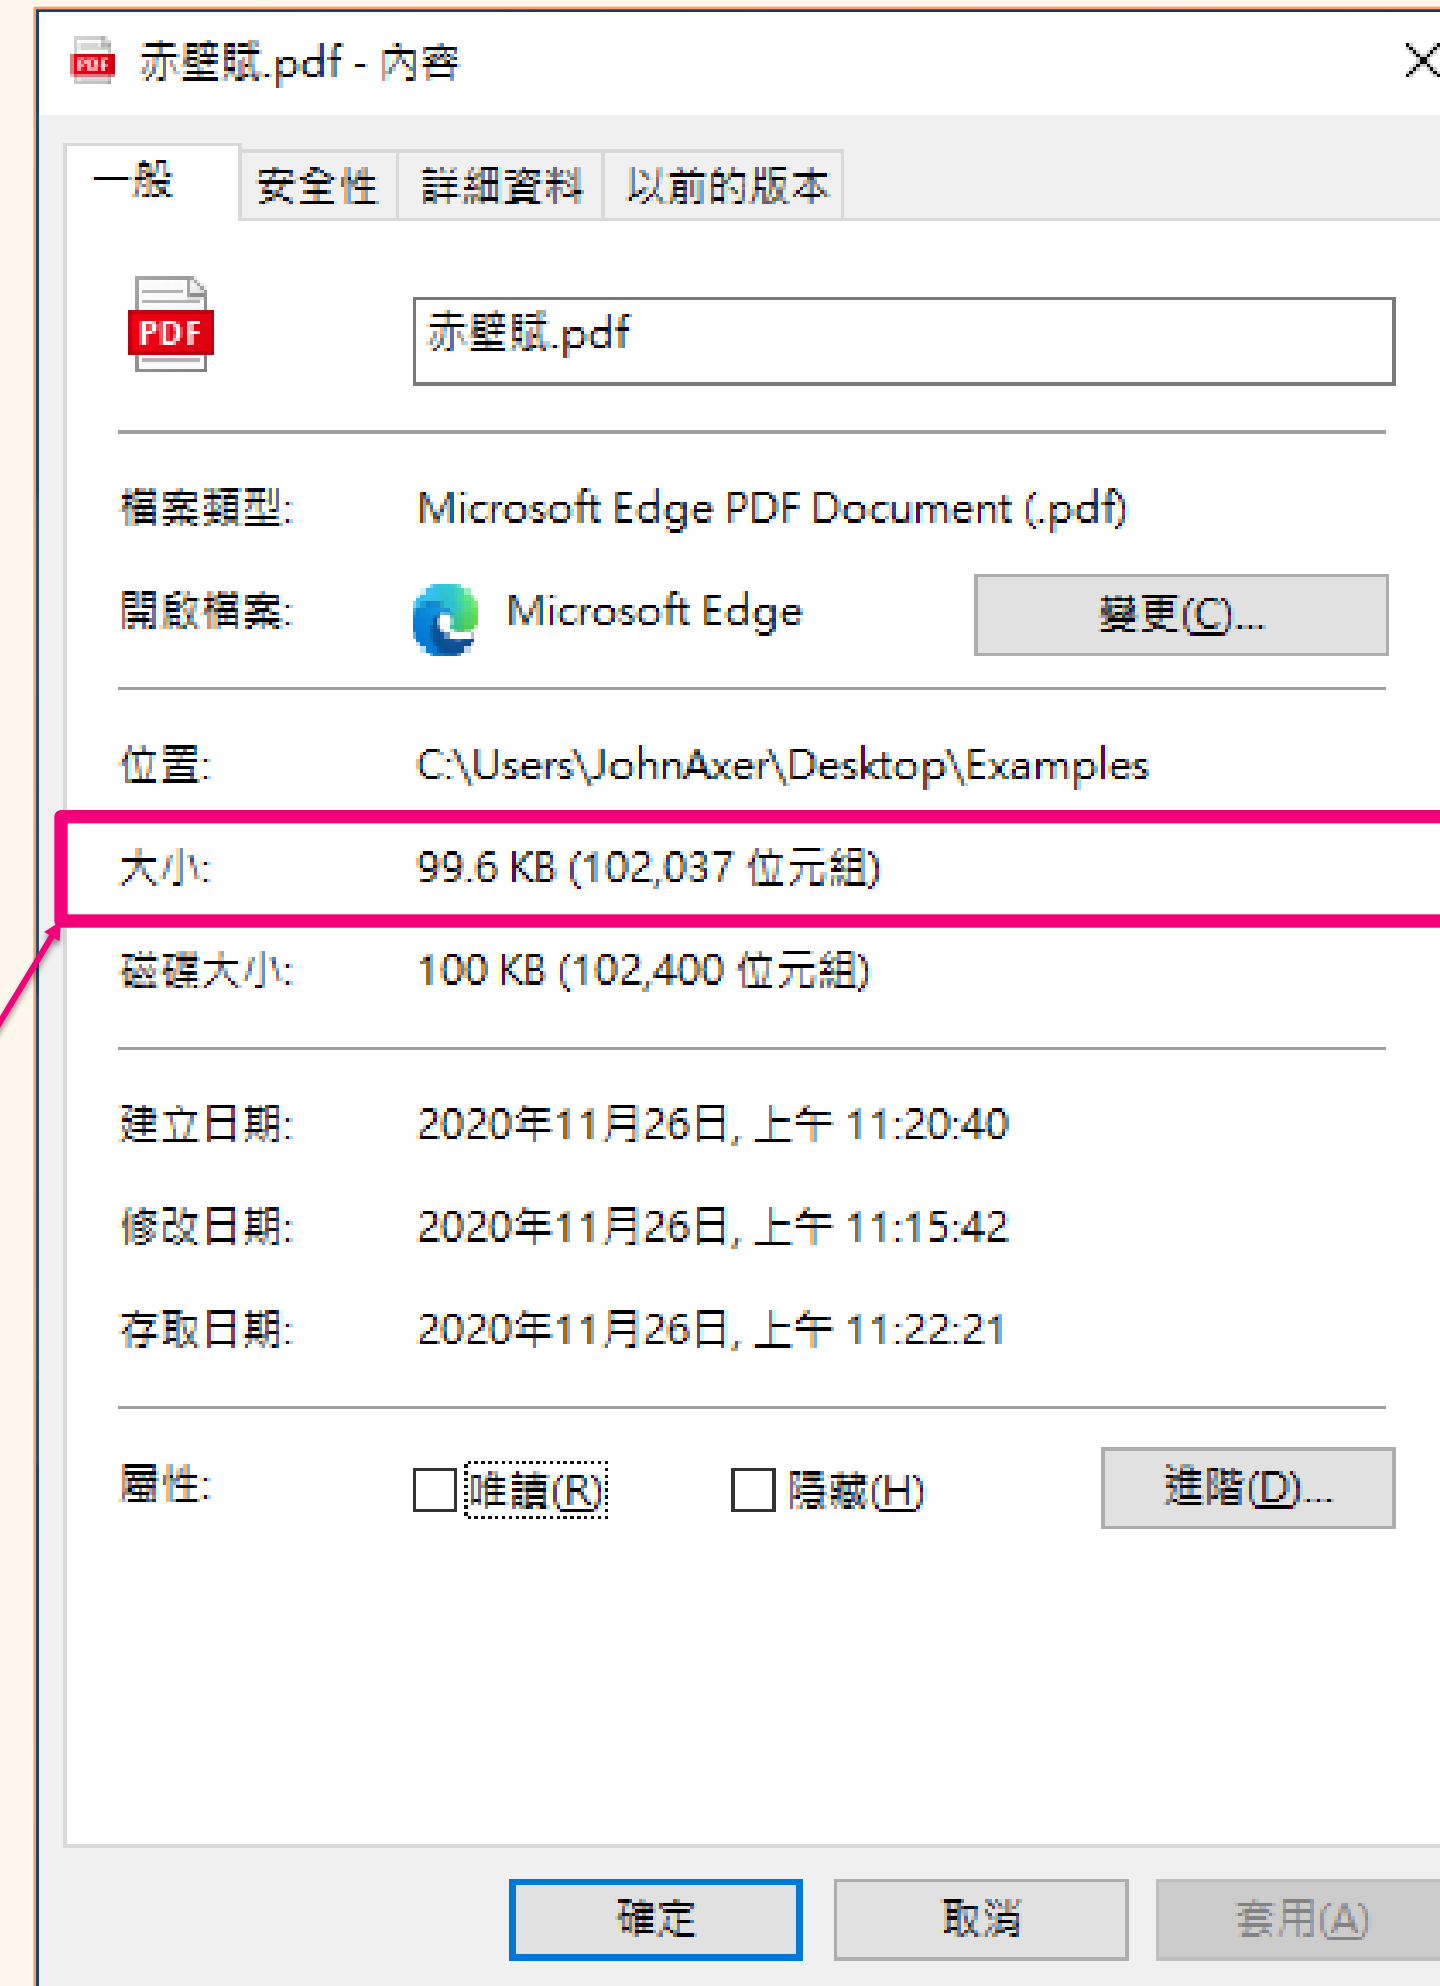 赤壁賦.pdf - 內容
一般 安全性 詳細資料 以前的版本
PDF 赤壁賦.pdf
檔案類型: Microsoft Edge PDF Document (.pdf)
開啟檔案: Microsoft Edge 變更(C)...
位置: C:\Users\JohnAxer\Desktop\Examples
大小: 99.6 KB (102,037 位元組)
磁碟大小: 100 KB (102,400 位元組)
建立日期: 2020年11月26日, 上午 11:20:40
修改日期: 2020年11月26日, 上午 11:15:42
存取日期: 2020年11月26日, 上午 11:22:21
屬性: 唯讀(R) 隱藏(H) 進階(D)...
確定 取消 套用(A)